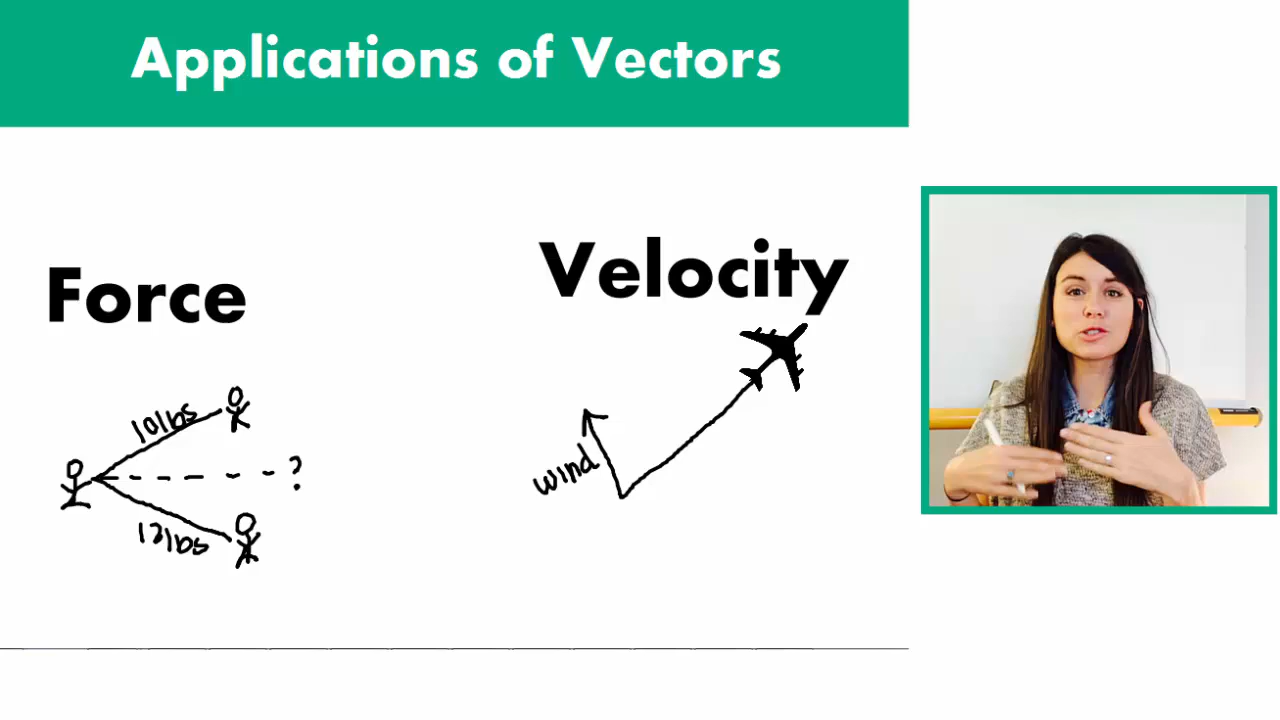 Applications of Vectors
Force
10lbs
?
12lbs
Velocity
wind